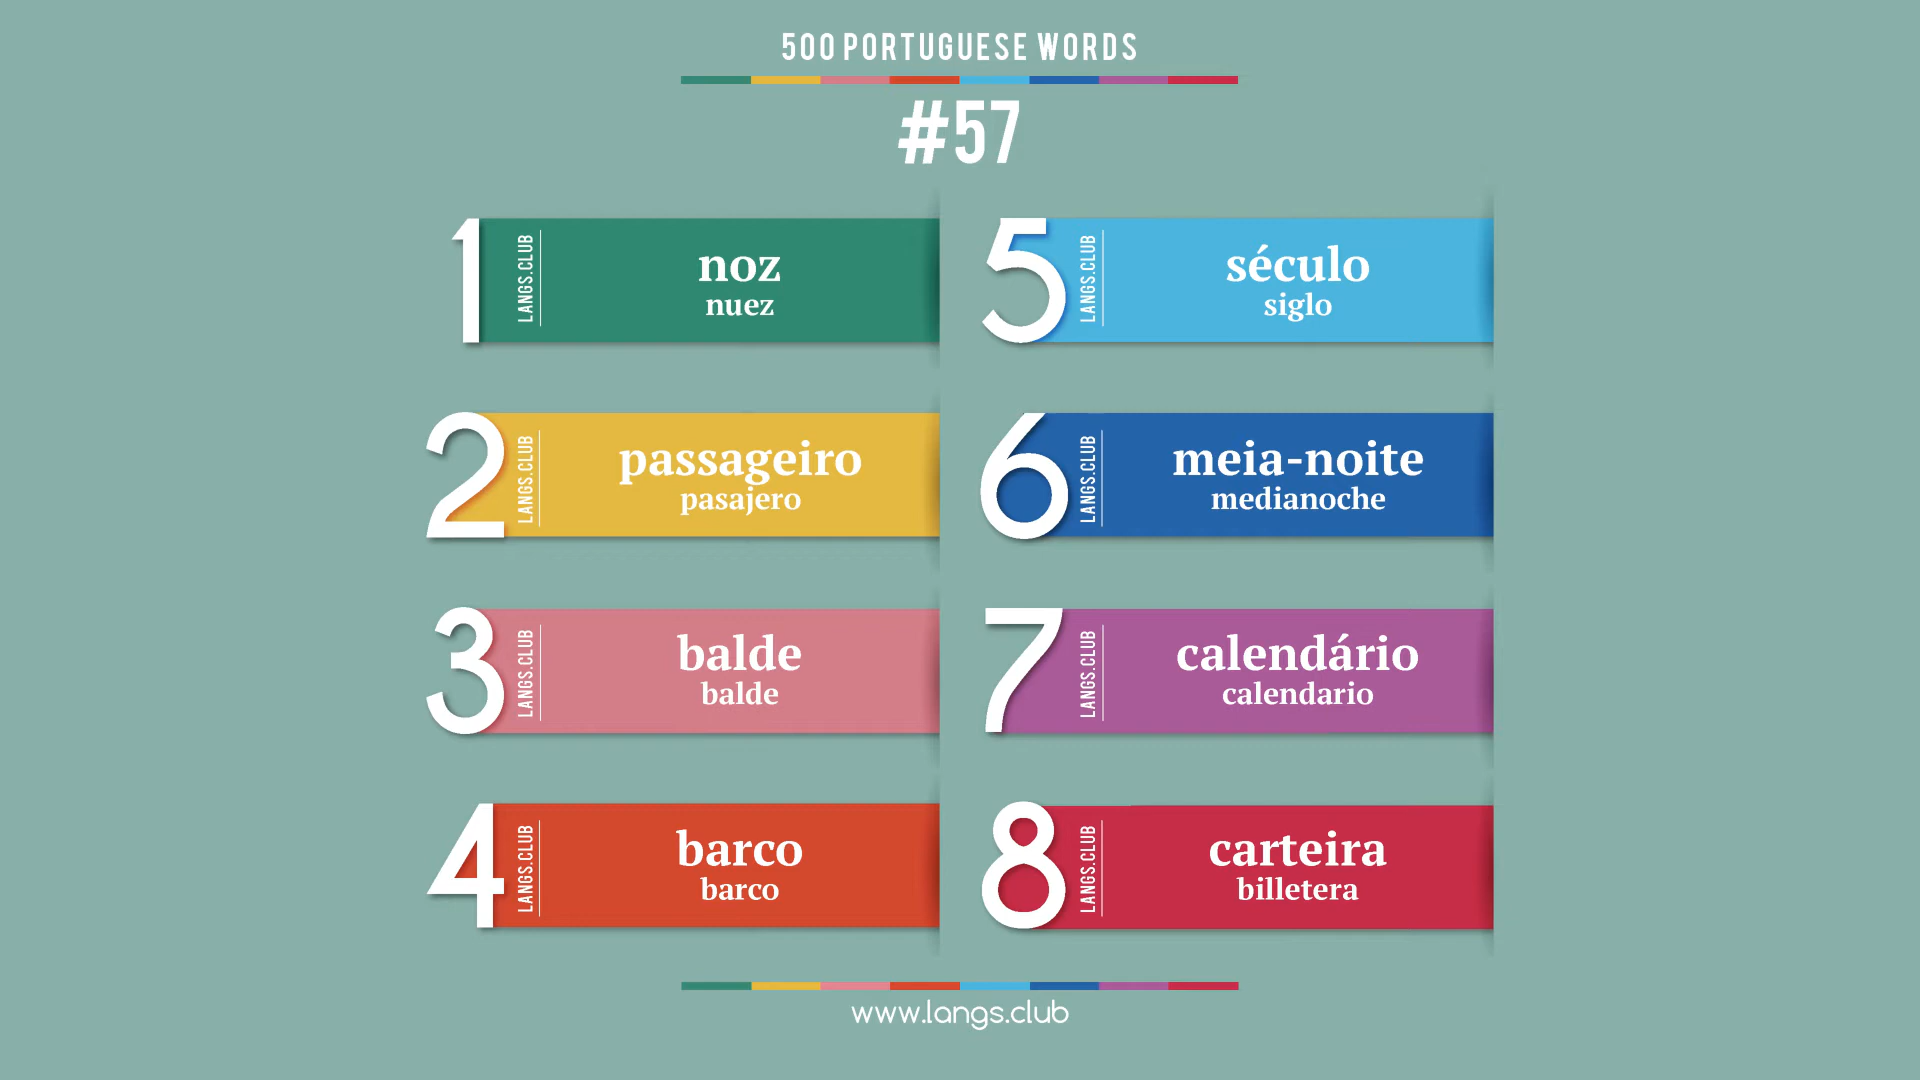 500 PORTUGUESE WORDS
#57
1
LANGS.CLUB
noz
nuez
2
LANGS.CLUB
passageiro
pasajero
3
LANGS.CLUB
balde
balde
4
LANGS.CLUB
barco
barco
5
LANGS.CLUB
século
siglo
6
LANGS.CLUB
meia-noite
medianoche
7
LANGS.CLUB
calendário
calendario
8
LANGS.CLUB
carteira
billetera
www.langs.club